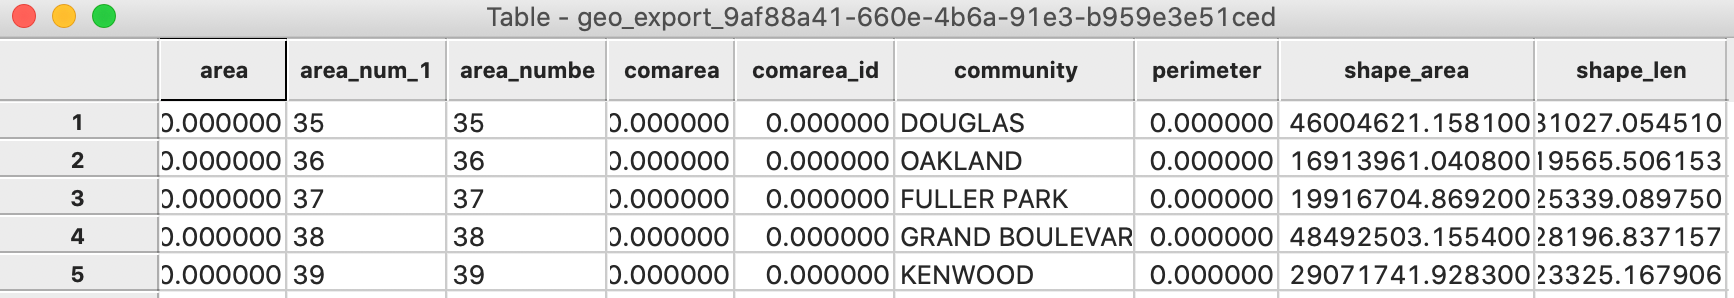 Table - geo_export_9af88a41-660e-4b6a-91e3-b959e3e51ced
area area_num_1 area_numbe comarea comarea_id community perimeter shape_area shape_len
1 0.000000 35 35 0.000000 0.000000 DOUGLAS 0.000000 46004621.158100 31027.054510
2 0.000000 36 36 0.000000 0.000000 OAKLAND 0.000000 16913961.040800 19565.506153
3 0.000000 37 37 0.000000 0.000000 FULLER PARK 0.000000 19916704.869200 25339.089750
4 0.000000 38 38 0.000000 0.000000 GRAND BOULEVAR 0.000000 48492503.155400 28196.837157
5 0.000000 39 39 0.000000 0.000000 KENWOOD 0.000000 29071741.928300 23325.167906